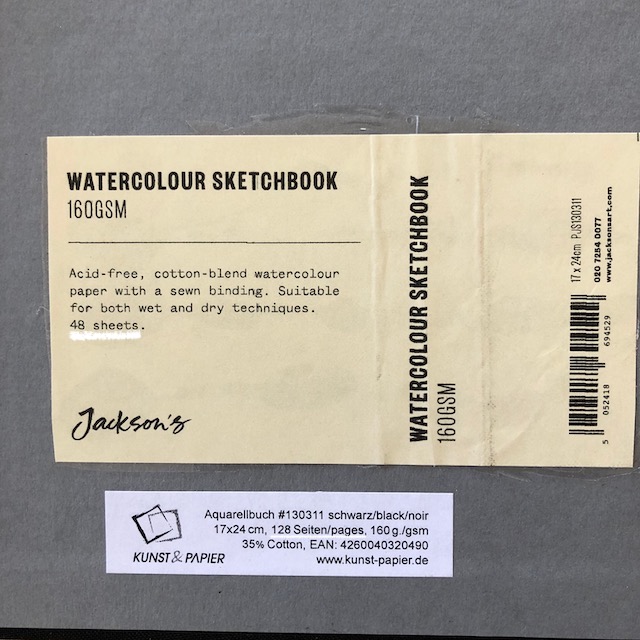 WATERCOLOUR SKETCHBOOK
160GSM
Acid-free, cotton-blend watercolour
paper with a sewn binding. Suitable
for both wet and dry techniques.
48 sheets.
Jackson's
WATERCOLOUR SKETCHBOOK
160GSM
17 x 24cm PJS130311
020 7254 0077
www.jacksonsart.com
5 052418 694529
KUNST & PAPIER
Aquarellbuch #130311 schwarz/black/noir
17x24 cm, 128 Seiten/pages, 160 g./gsm
35% Cotton, EAN: 4260040320490
www.kunst-papier.de